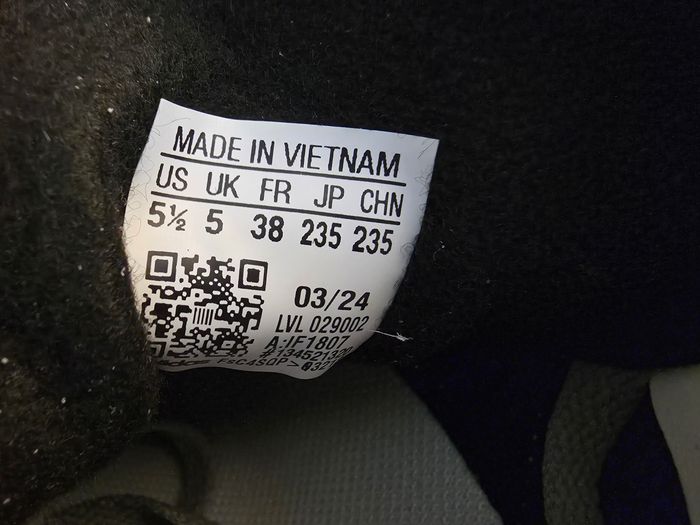 MADE IN VIETNAM
US UK FR JP CHN
5½ 5 38 235 235
03/24
LVL 029002
A:IF1807